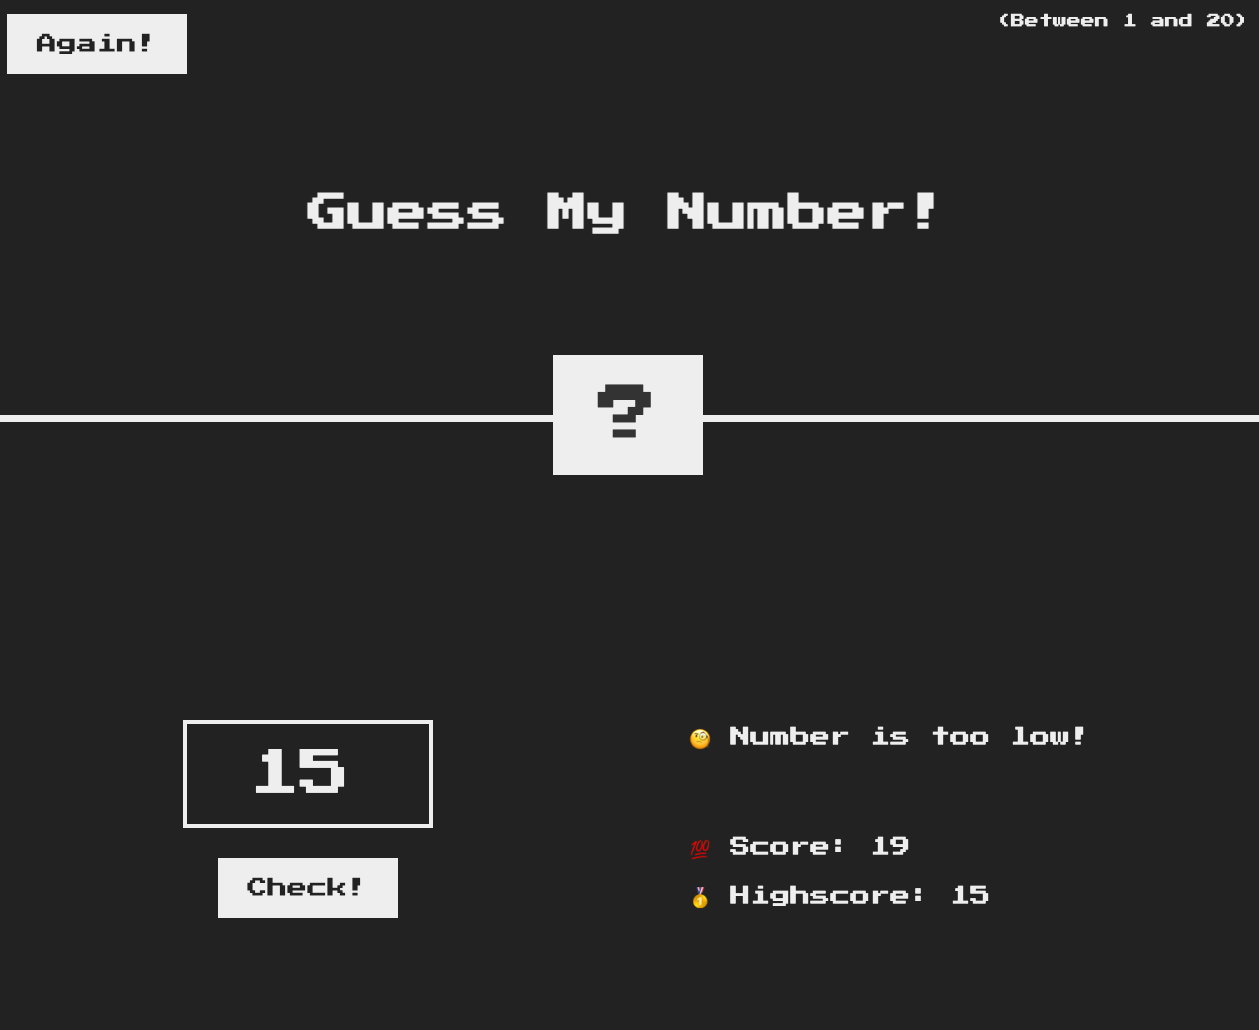 Again!
(Between 1 and 20)
Guess My Number!
?
15
Check!
🧐 Number is too low!
💯 Score: 19
🥇 Highscore: 15